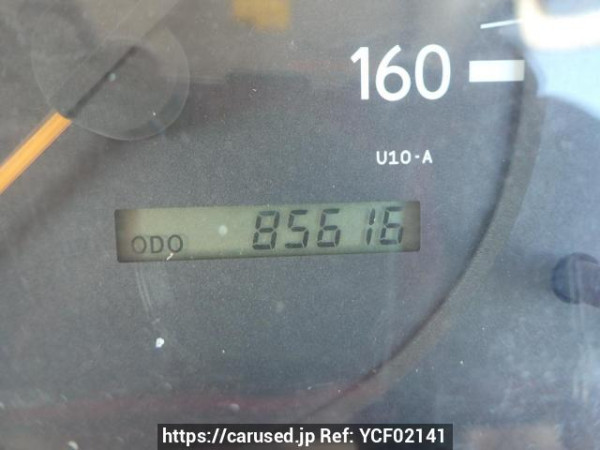 160
U10-A
ODO 85616
https://carused.jp Ref: YCF02141